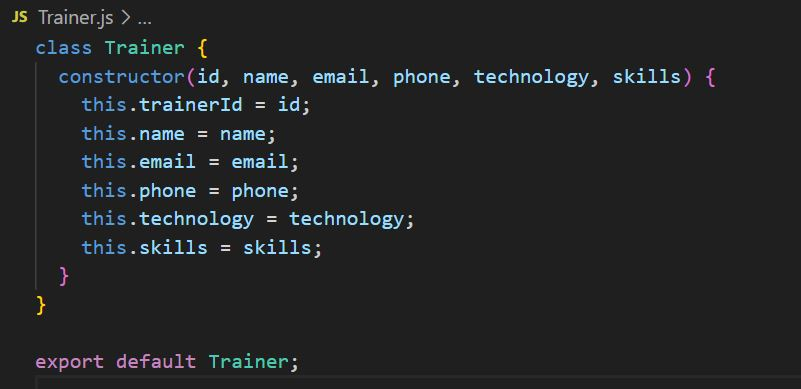 JS Trainer.js > ...
class Trainer {
  constructor(id, name, email, phone, technology, skills) {
    this.trainerId = id;
    this.name = name;
    this.email = email;
    this.phone = phone;
    this.technology = technology;
    this.skills = skills;
  }
}

export default Trainer;